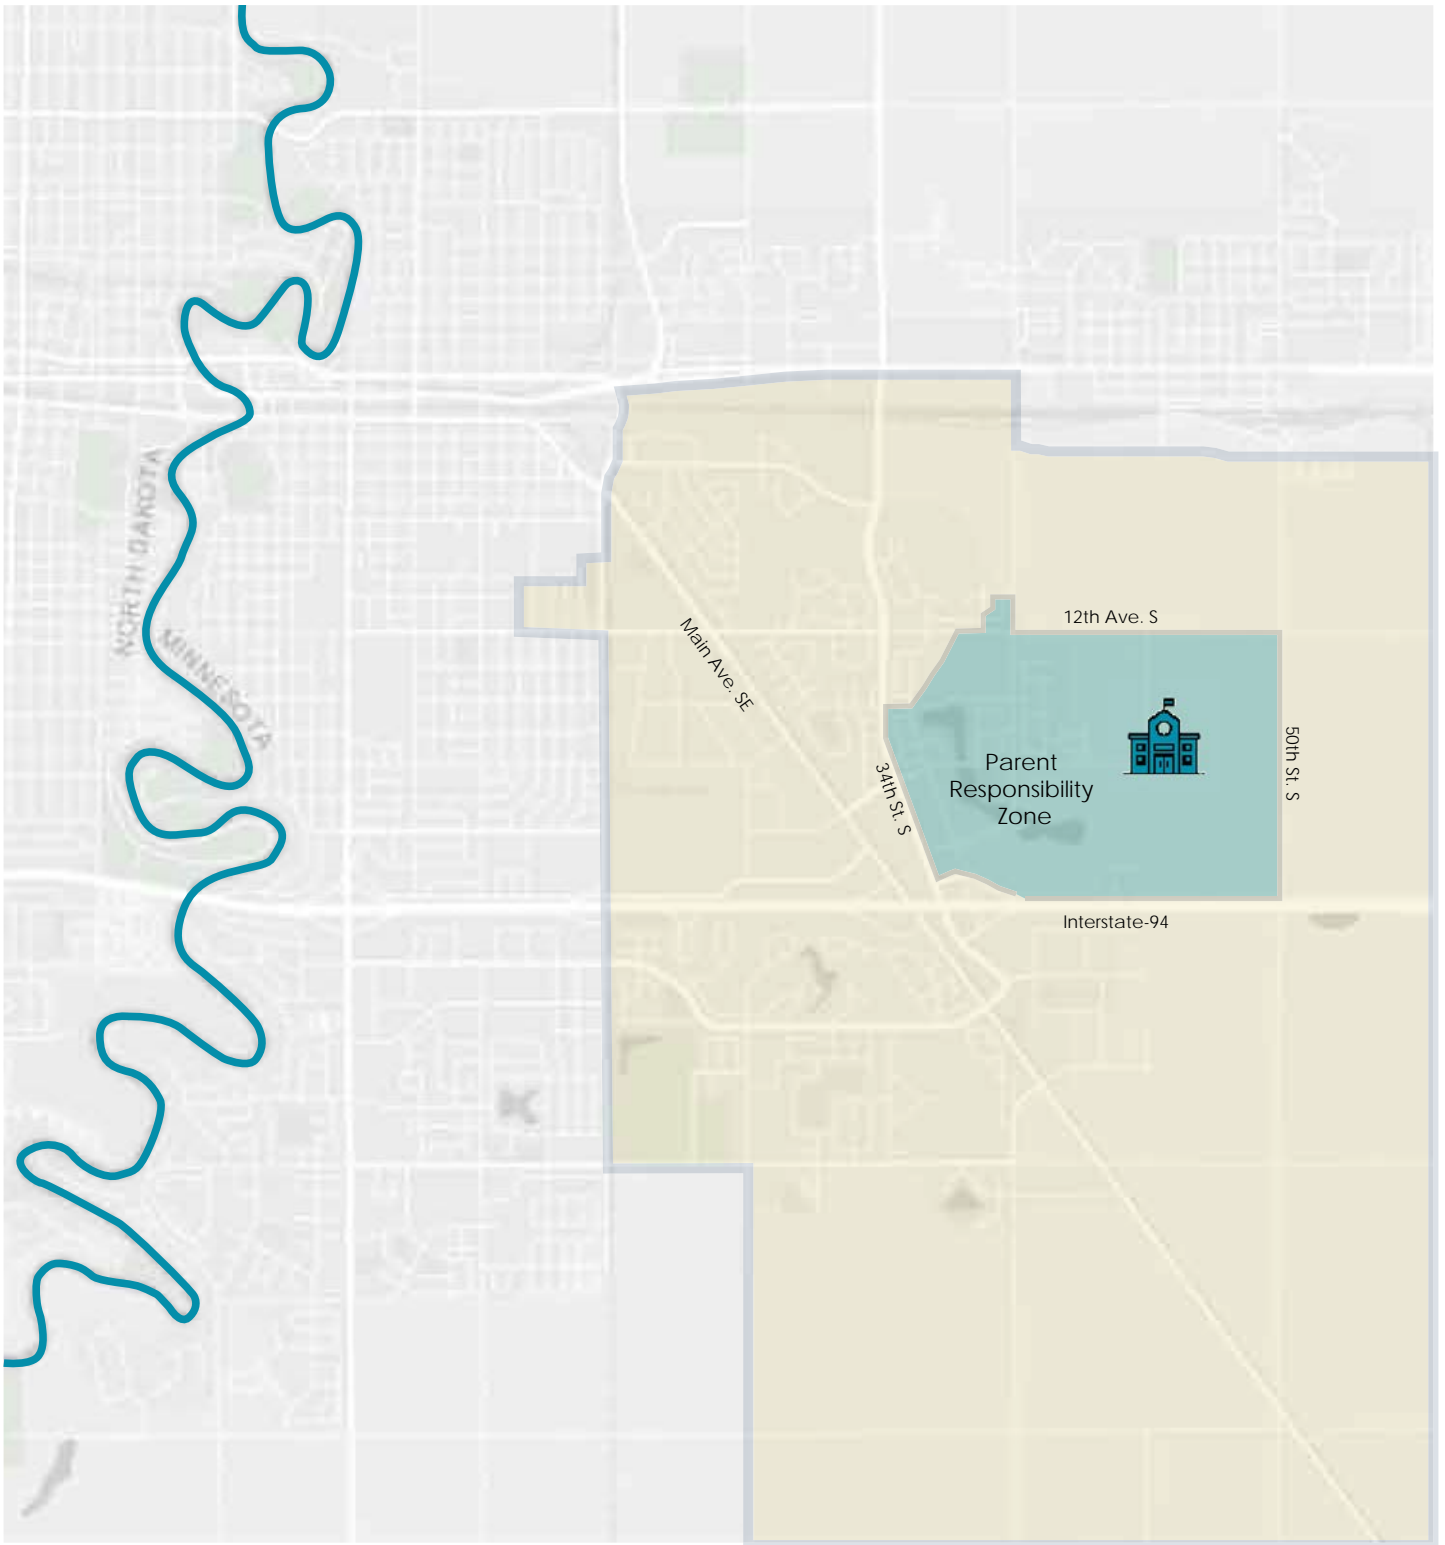 NORTH DAKOTA
MINNESOTA
12th Ave. S
Main Ave. SE
50th St. S
34th St. S
Parent
Responsibility
Zone
Interstate-94